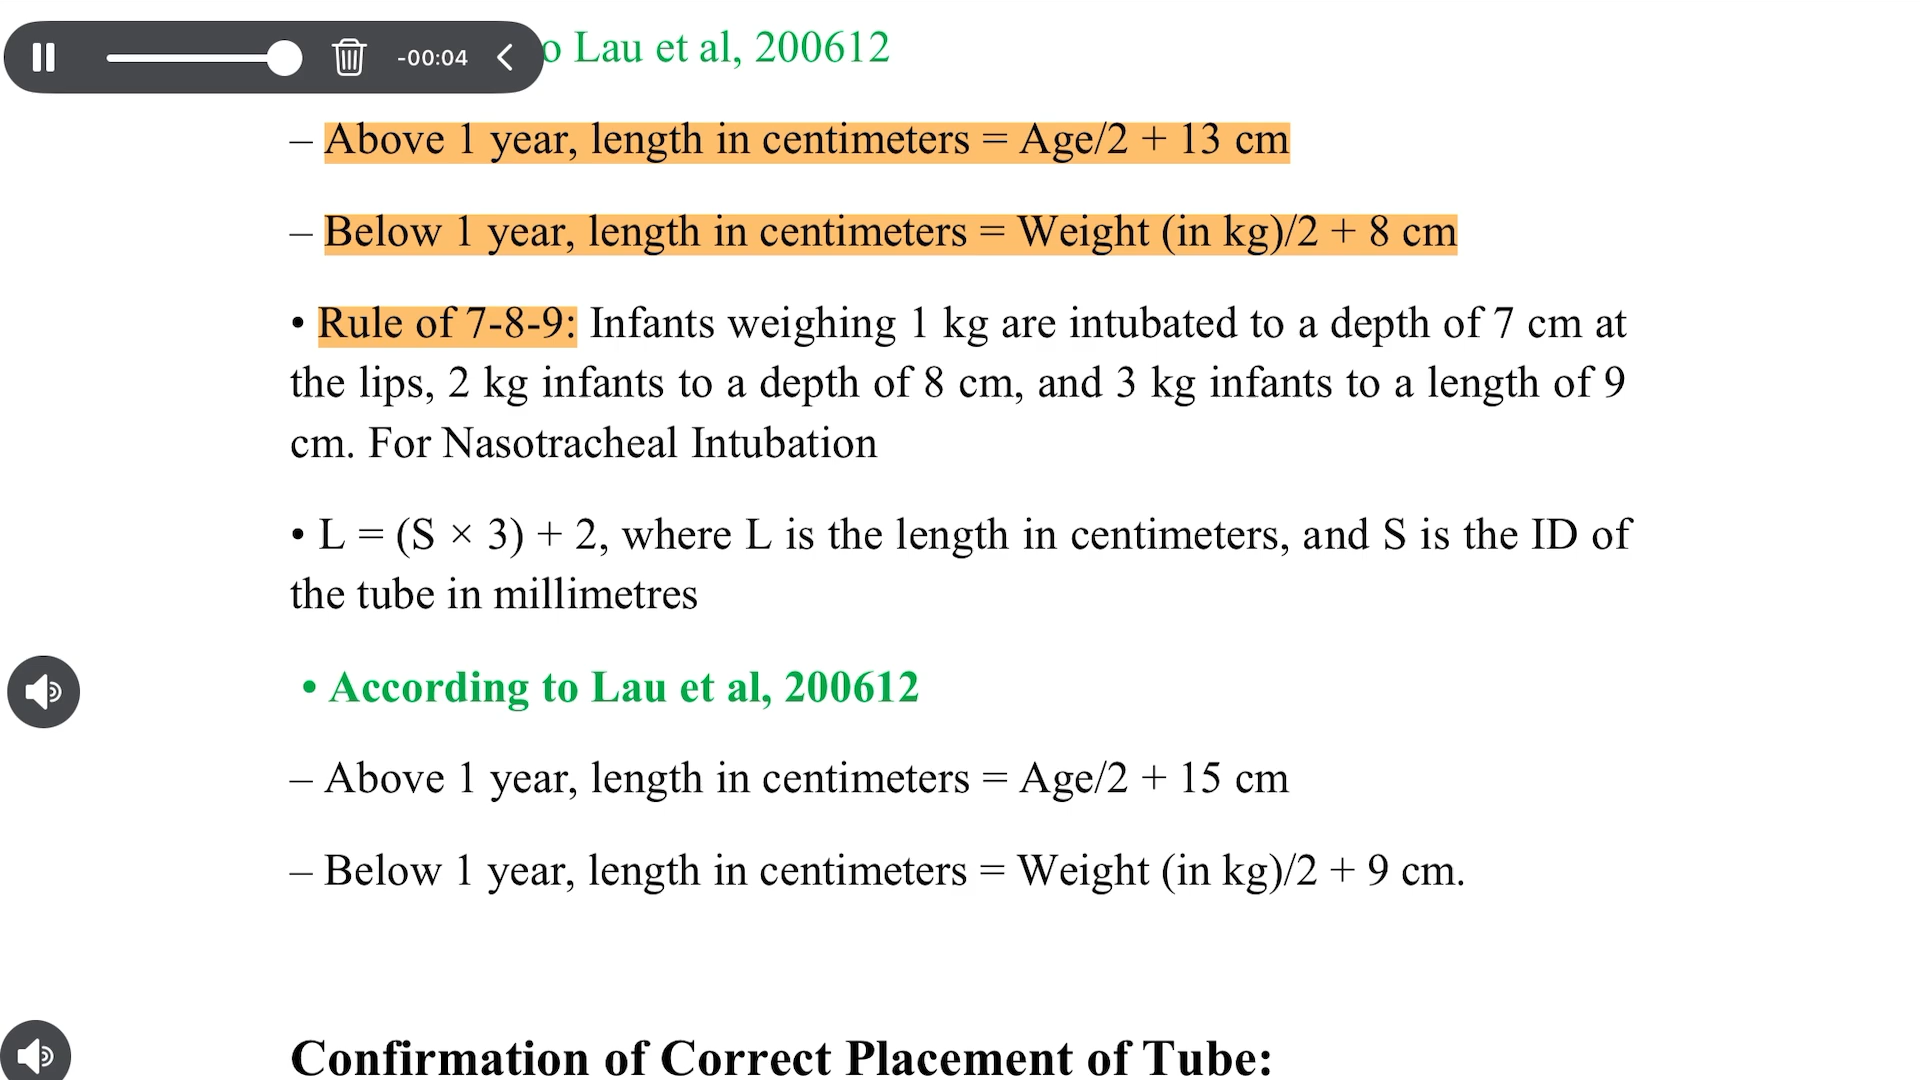 -00:04
o Lau et al, 200612
– Above 1 year, length in centimeters = Age/2 + 13 cm
– Below 1 year, length in centimeters = Weight (in kg)/2 + 8 cm
• Rule of 7-8-9: Infants weighing 1 kg are intubated to a depth of 7 cm at
the lips, 2 kg infants to a depth of 8 cm, and 3 kg infants to a length of 9
cm. For Nasotracheal Intubation
• L = (S × 3) + 2, where L is the length in centimeters, and S is the ID of
the tube in millimetres
• According to Lau et al, 200612
– Above 1 year, length in centimeters = Age/2 + 15 cm
– Below 1 year, length in centimeters = Weight (in kg)/2 + 9 cm.
Confirmation of Correct Placement of Tube: